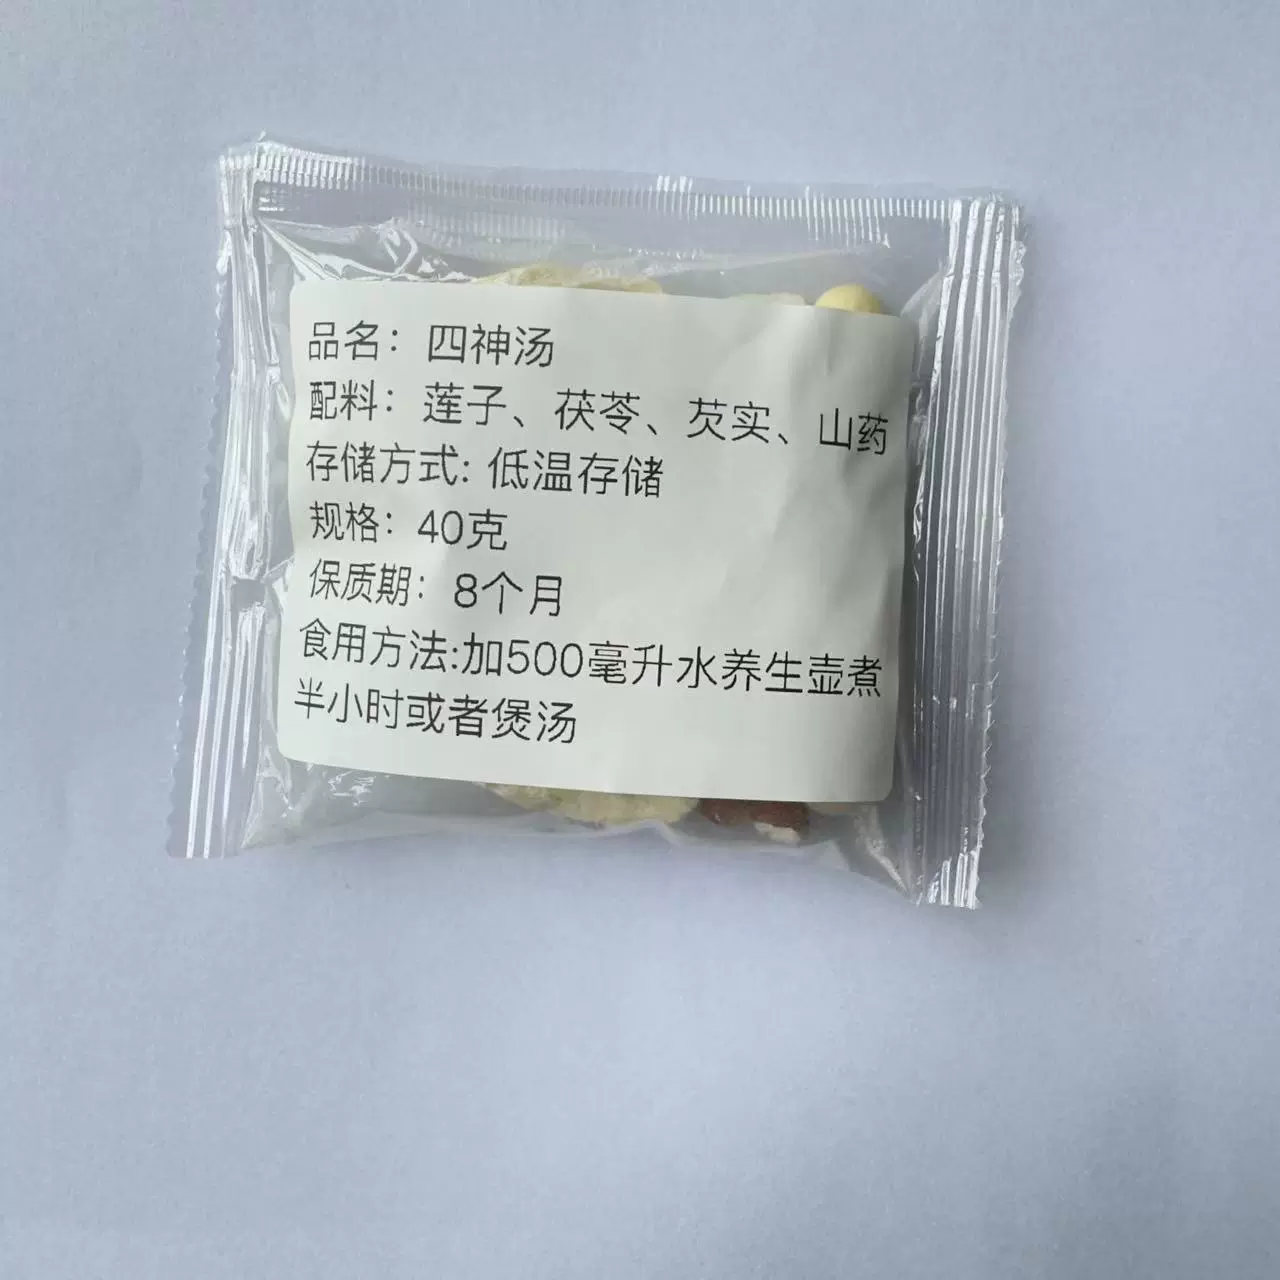 品名：四神汤
配料：莲子、茯苓、芡实、山药
存储方式:低温存储
规格：40克
保质期：8个月
食用方法:加500毫升水养生壶煮
半小时或者煲汤